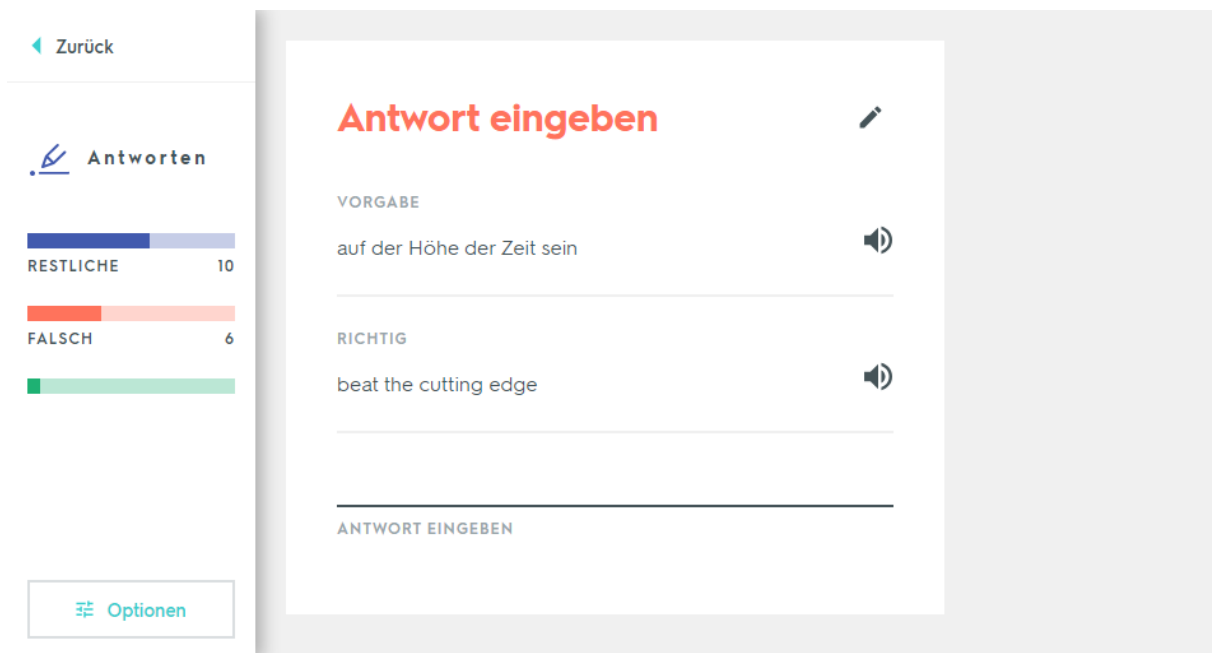 Zurück
Antworten
RESTLICHE 10
FALSCH 6
Optionen
Antwort eingeben
VORGABE
auf der Höhe der Zeit sein
RICHTIG
beat the cutting edge
ANTWORT EINGEBEN